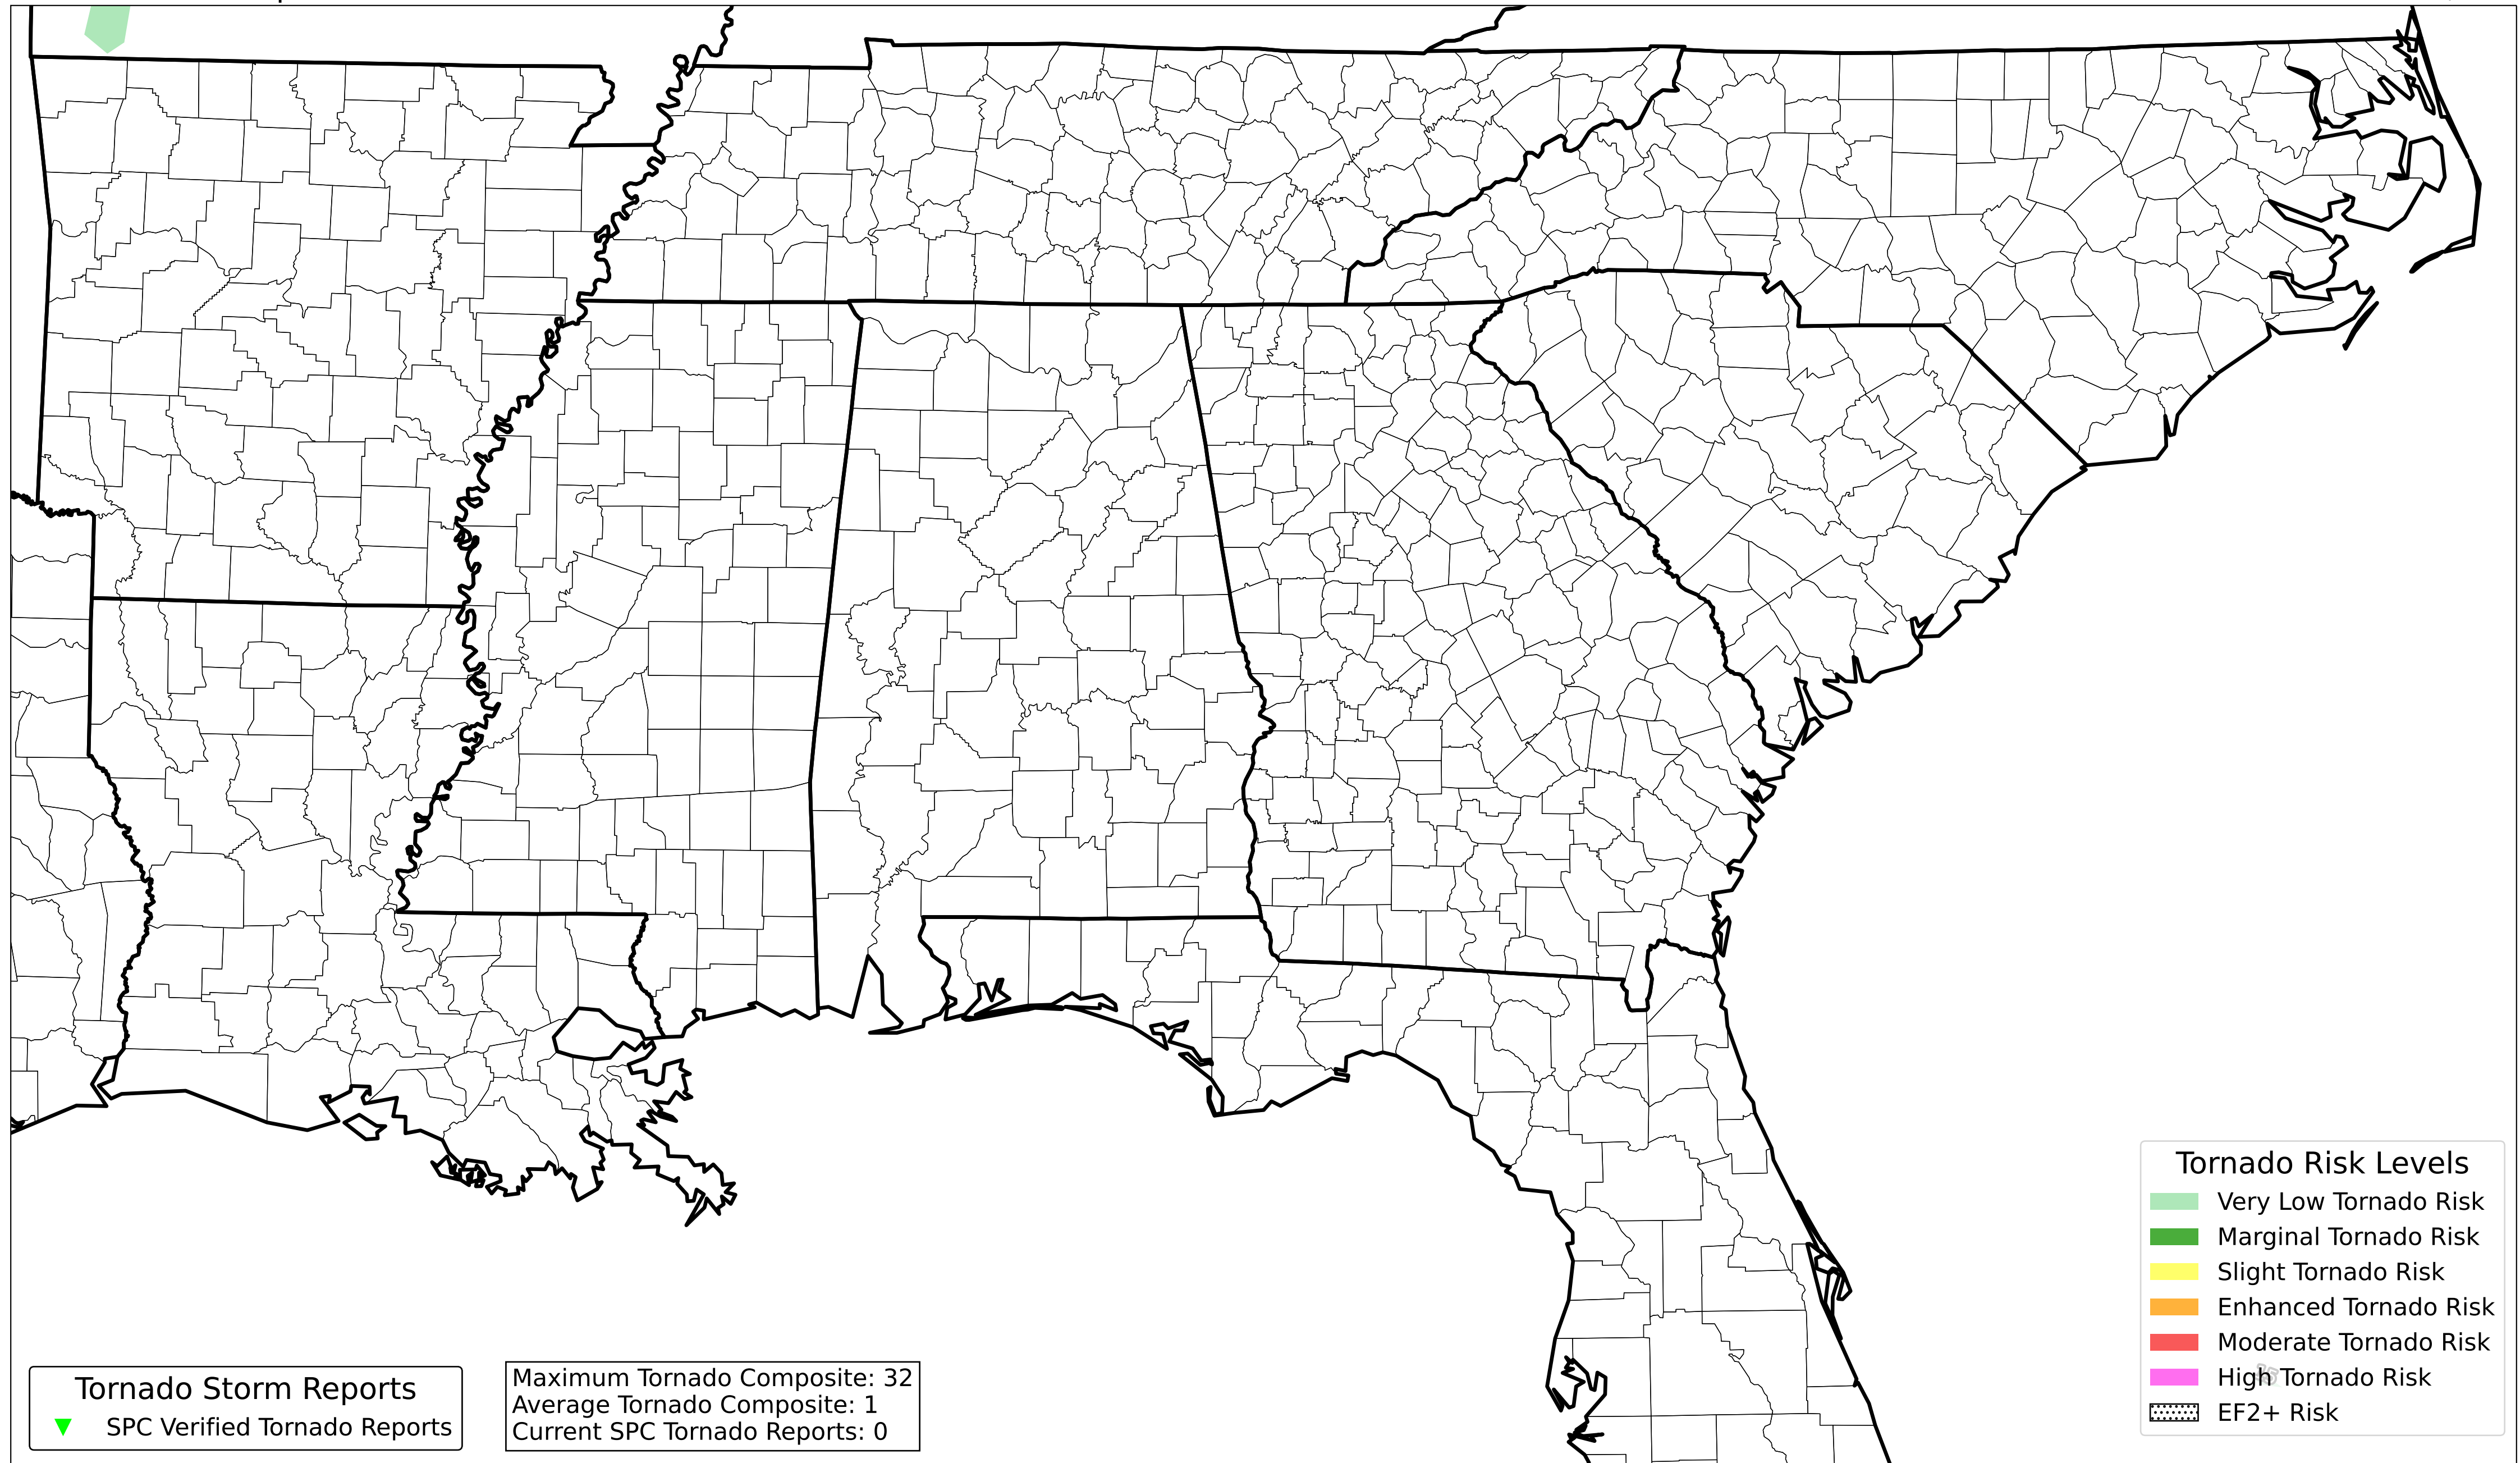 Tornado Risk Levels
Very Low Tornado Risk
Marginal Tornado Risk
Slight Tornado Risk
Enhanced Tornado Risk
Moderate Tornado Risk
High Tornado Risk
EF2+ Risk
Tornado Storm Reports
SPC Verified Tornado Reports
Maximum Tornado Composite: 32
Average Tornado Composite: 1
Current SPC Tornado Reports: 0